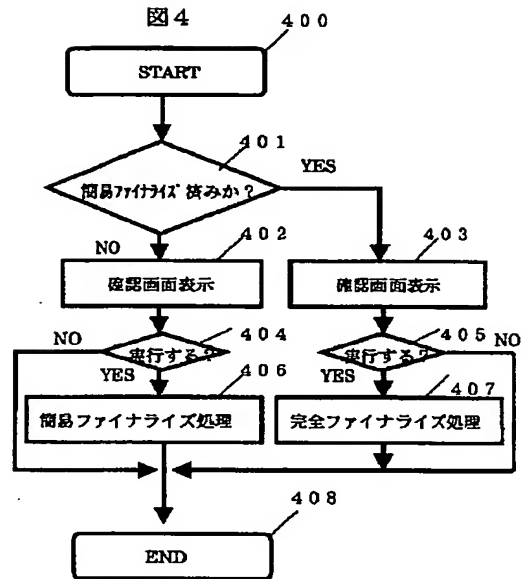 図4
400
START
401
簡易ファイナライズ済みか?
YES
NO
402
403
確認画面表示
確認画面表示
404
405
NO
実行する?
実行する?
NO
YES
406
YES
407
簡易ファイナライズ処理
完全ファイナライズ処理
408
END